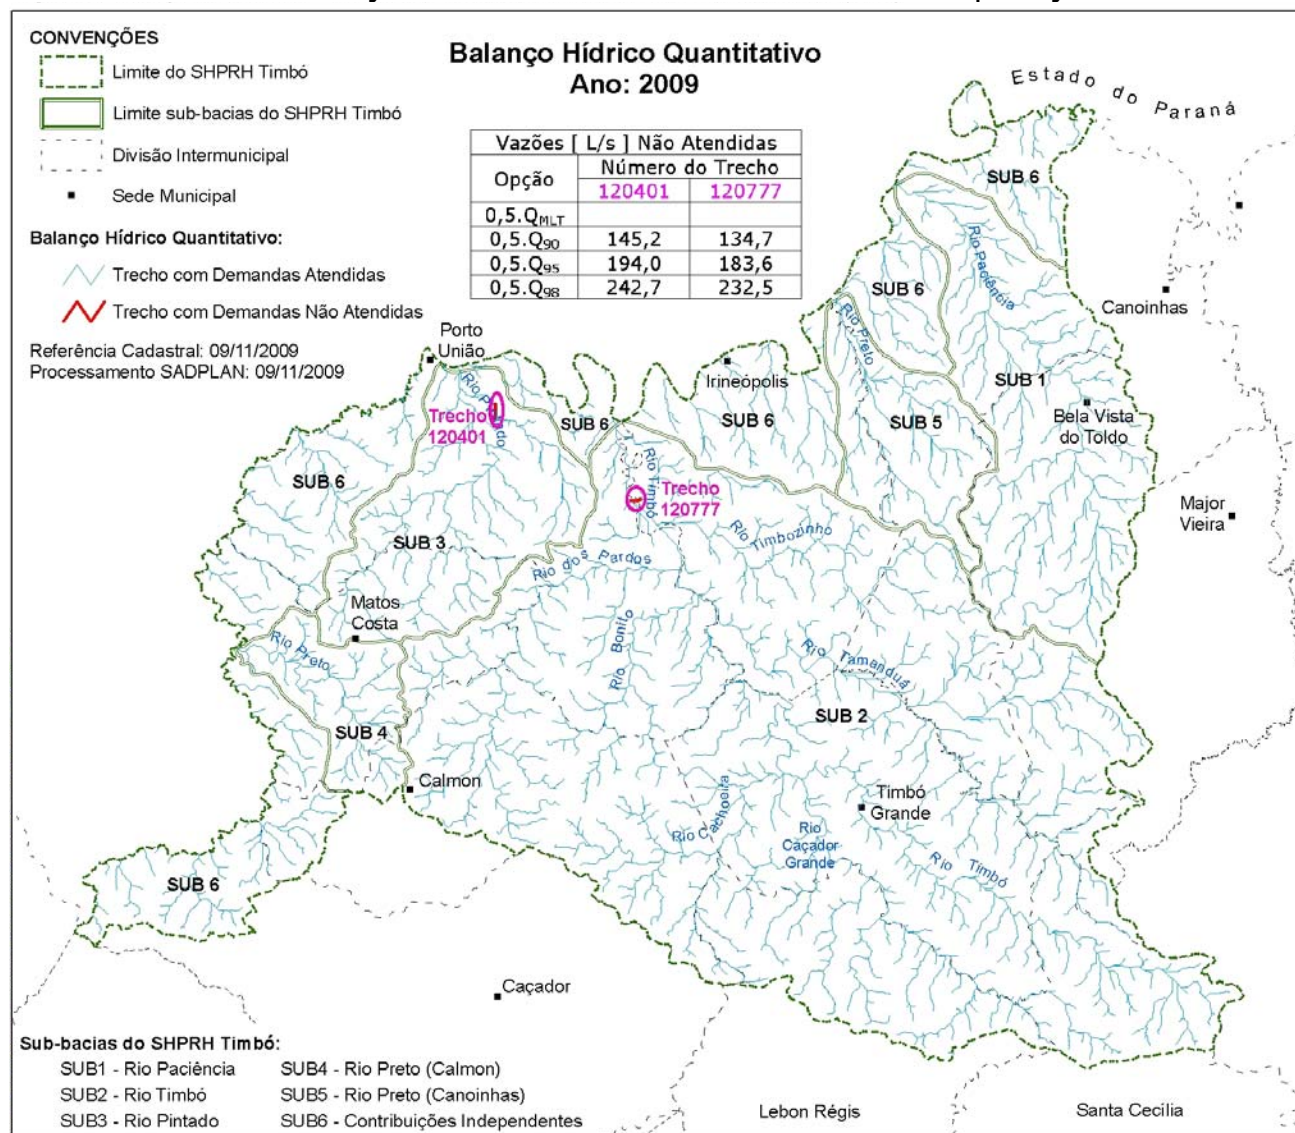 CONVENÇÕES
Limite do SHPRH Timbó
Limite sub-bacias do SHPRH Timbó
Divisão Intermunicipal
Sede Municipal
Balanço Hídrico Quantitativo:
Trecho com Demandas Atendidas
Trecho com Demandas Não Atendidas
Referência Cadastral: 09/11/2009
Processamento SADPLAN: 09/11/2009
Balanço Hídrico Quantitativo
Ano: 2009
Vazões [ L/s ] Não Atendidas
Opção Número do Trecho
120401 120777
0,5.QMLT
0,5.Q90 145,2 134,7
0,5.Q95 194,0 183,6
0,5.Q98 242,7 232,5
Estado do Paraná
SUB 6
Rio Paciência
Canoinhas
SUB 6
Rio Preto
Porto
União
Irineópolis
SUB 1
Bela Vista
do Toldo
Trecho
120401
SUB 6
SUB 6
SUB 5
SUB 6
Rio Timbó
Trecho
120777
Major
Vieira
SUB 3
Rio Timbozinho
Rio dos Pardos
Matos
Costa
Rio Bonito
Rio Preto
Rio Tamanduá
SUB 2
SUB 4
Calmon
Timbó
Grande
Rio Cachoeira
Rio
Caçador
Grande
Rio Timbó
SUB 6
Caçador
Sub-bacias do SHPRH Timbó:
SUB1 - Rio Paciência SUB4 - Rio Preto (Calmon)
SUB2 - Rio Timbó SUB5 - Rio Preto (Canoinhas)
SUB3 - Rio Pintado SUB6 - Contribuições Independentes
Lebon Régis
Santa Cecília